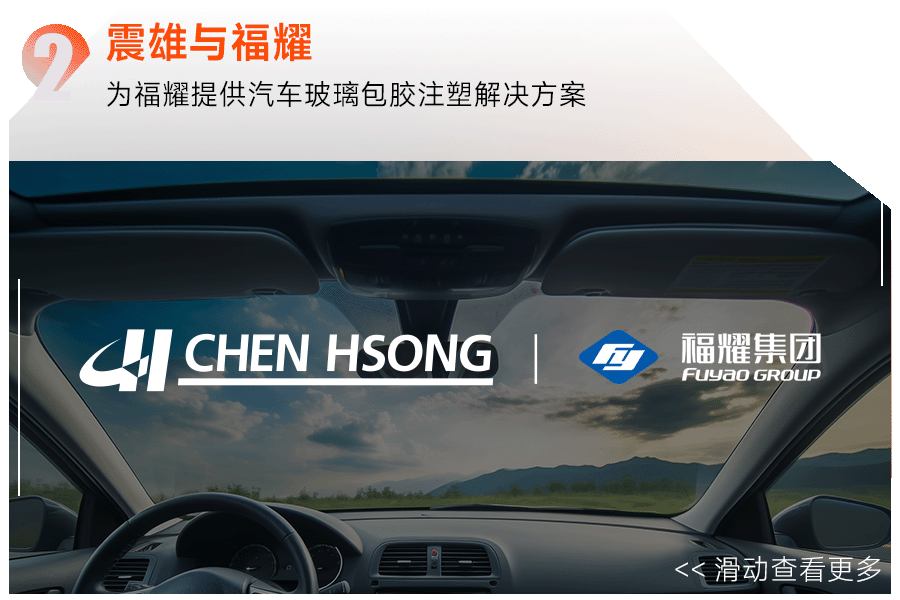 2
震雄与福耀
为福耀提供汽车玻璃包胶注塑解决方案
CHEN HSONG
福耀集团
FUYAO GROUP
<< 滑动查看更多